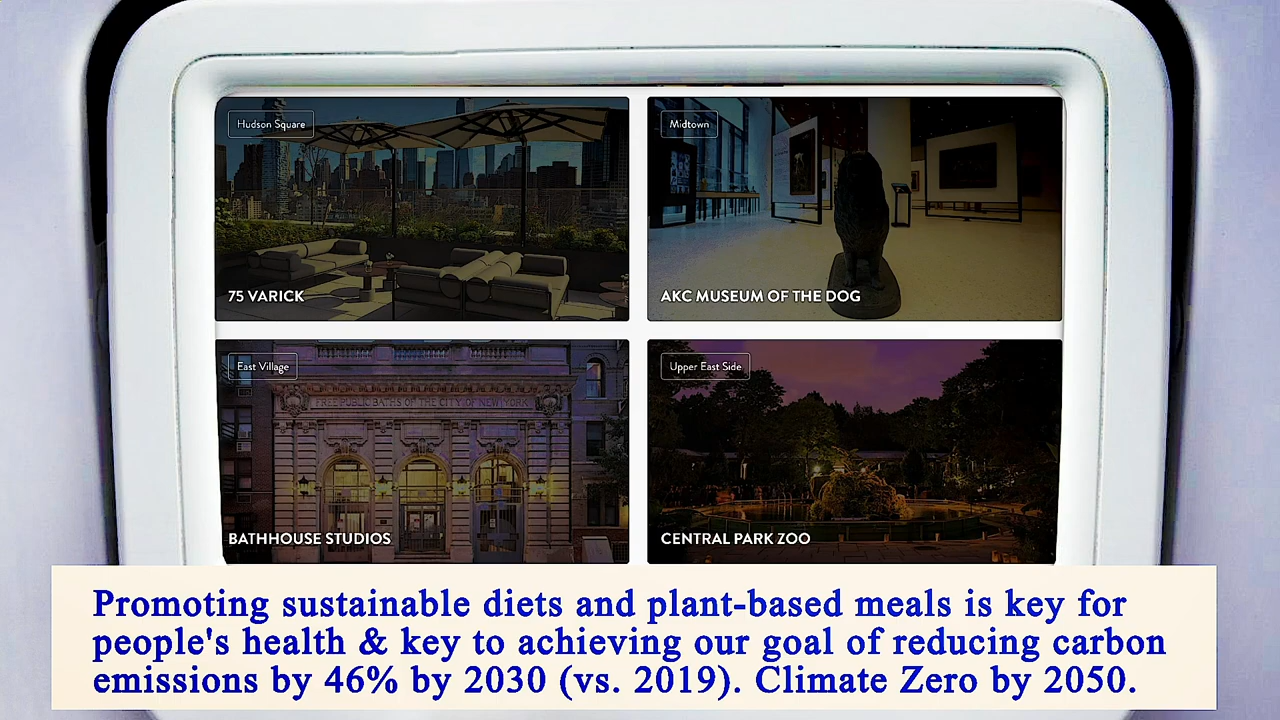 Hudson Square
Midtown
75 VARICK
AKC MUSEUM OF THE DOG
East Village
Upper East Side
FREE PUBLIC BATHS OF THE CITY OF NEW YORK
BATHHOUSE STUDIOS
CENTRAL PARK ZOO
Promoting sustainable diets and plant-based meals is key for
people's health & key to achieving our goal of reducing carbon
emissions by 46% by 2030 (vs. 2019). Climate Zero by 2050.